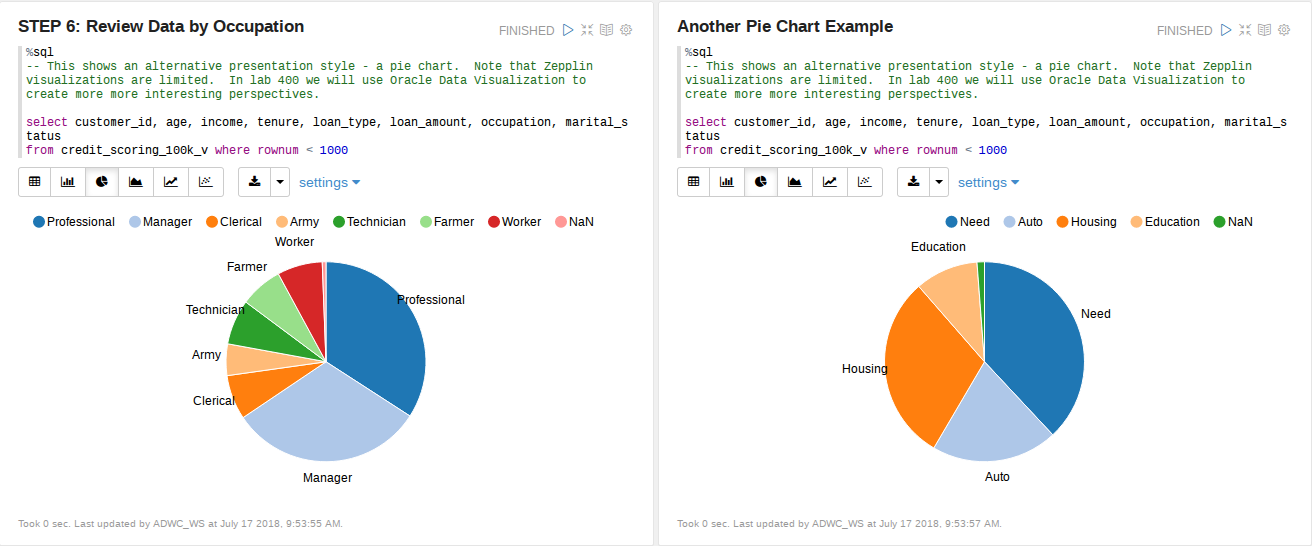 STEP 6: Review Data by Occupation
FINISHED
%sql
-- This shows an alternative presentation style - a pie chart.  Note that Zepplin
visualizations are limited.  In lab 400 we will use Oracle Data Visualization to
create more more interesting perspectives.
select customer_id, age, income, tenure, loan_type, loan_amount, occupation, marital_s
tatus
from credit_scoring_100k_v where rownum < 1000
settings
Professional Manager Clerical Army Technician Farmer Worker NaN
Worker
Farmer
Professional
Technician
Army
Clerical
Manager
Took 0 sec. Last updated by ADWC_WS at July 17 2018, 9:53:55 AM.
Another Pie Chart Example
FINISHED
%sql
-- This shows an alternative presentation style - a pie chart.  Note that Zepplin
visualizations are limited.  In lab 400 we will use Oracle Data Visualization to
create more more interesting perspectives.
select customer_id, age, income, tenure, loan_type, loan_amount, occupation, marital_s
tatus
from credit_scoring_100k_v where rownum < 1000
settings
Need Auto Housing Education NaN
Education
Need
Housing
Auto
Took 0 sec. Last updated by ADWC_WS at July 17 2018, 9:53:57 AM.